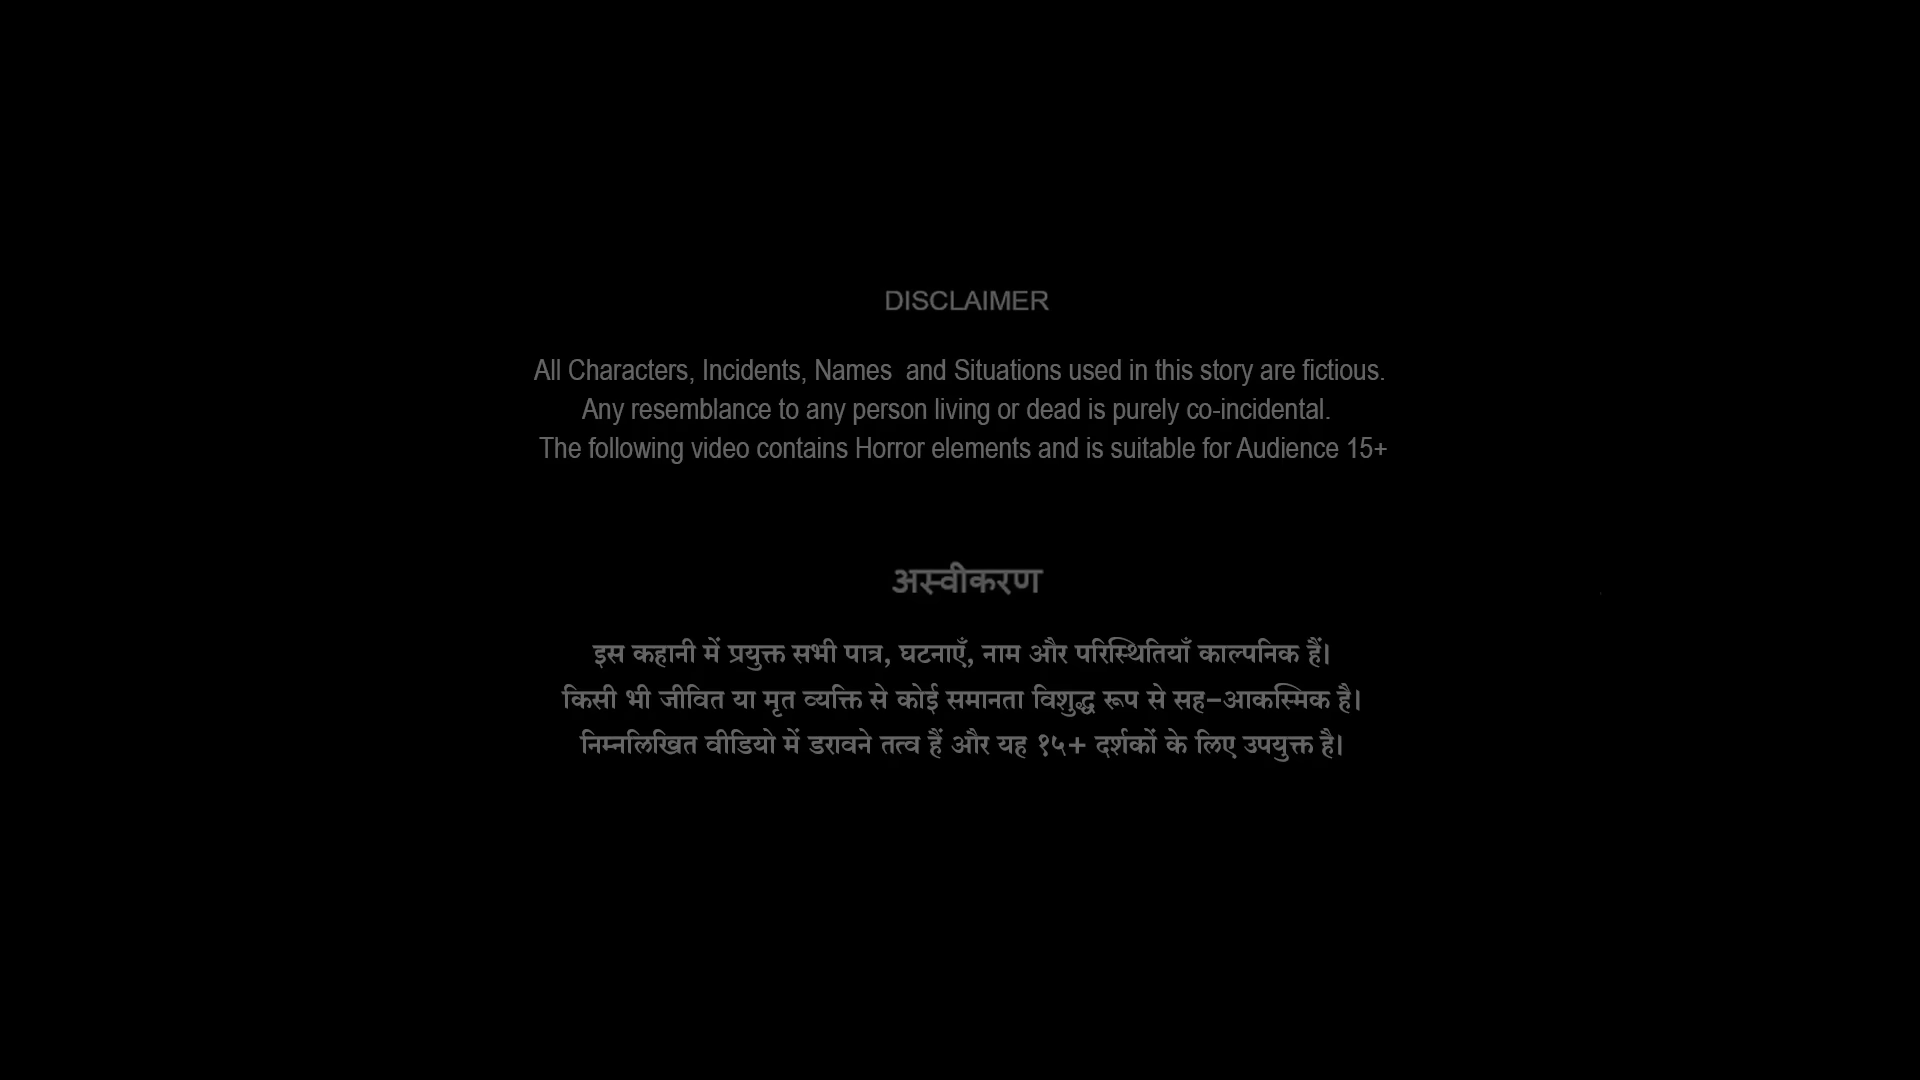 DISCLAIMER
All Characters, Incidents, Names  and Situations used in this story are fictious.
Any resemblance to any person living or dead is purely co-incidental.
The following video contains Horror elements and is suitable for Audience 15+
अस्वीकरण
इस कहानी में प्रयुक्त सभी पात्र, घटनाएँ, नाम और परिस्थितियाँ काल्पनिक हैं।
किसी भी जीवित या मृत व्यक्ति से कोई समानता विशुद्ध रूप से सह-आकस्मिक है।
निम्नलिखित वीडियो में डरावने तत्व हैं और यह १५+ दर्शकों के लिए उपयुक्त है।